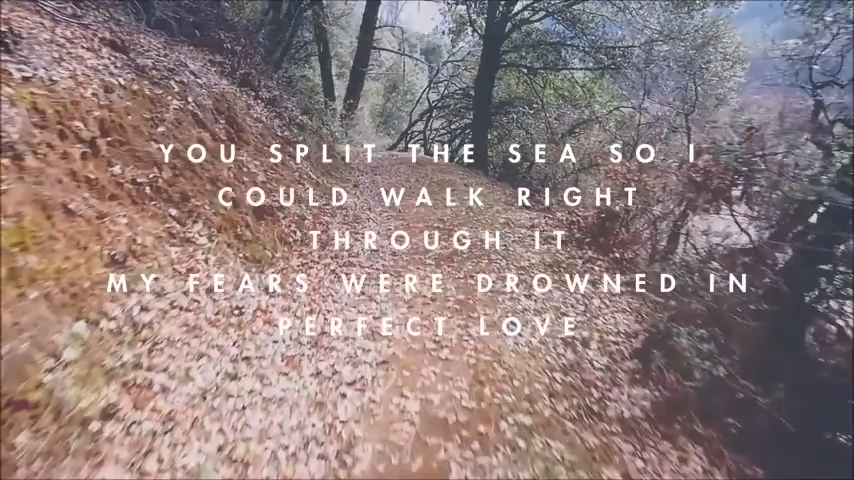 YOU SPLIT THE SEA SO I
COULD WALK RIGHT
THROUGH IT
MY FEARS WERE DROWNED IN
PERFECT LOVE